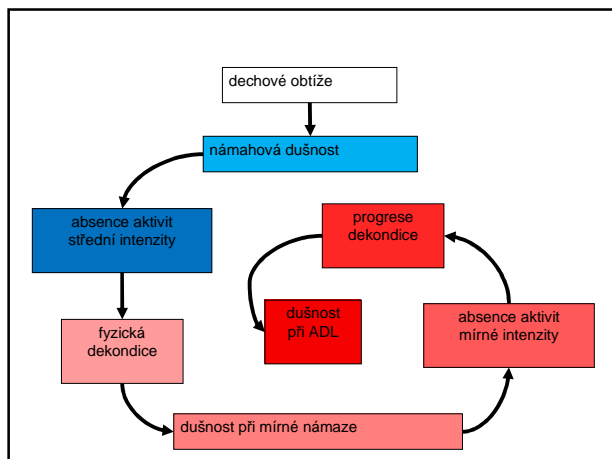 dechové obtíže
námahová dušnost
absence aktivit
střední intenzity
fyzická
dekondice
dušnost při mírné námaze
absence aktivit
mírné intenzity
progrese
dekondice
dušnost
při ADL